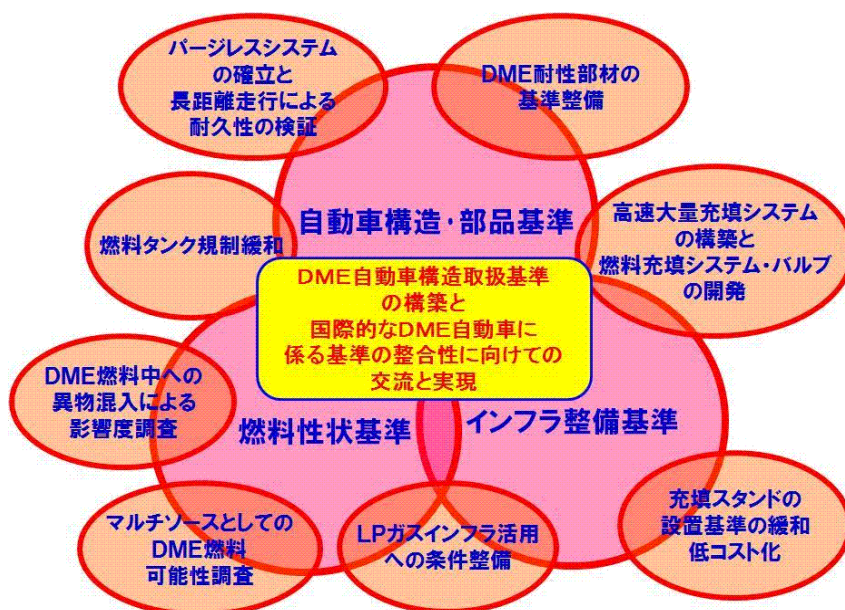 パージレスシステム
の確立と
長距離走行による
耐久性の検証
DME耐性部材の
基準整備
燃料タンク規制緩和
自動車構造・部品基準
高速大量充填システム
の構築と
燃料充填システム・バルブ
の開発
DME自動車構造取扱基準
の構築と
国際的なDME自動車に
係る基準の整合性に向けての
交流と実現
DME燃料中への
異物混入による
影響度調査
燃料性状基準
インフラ整備基準
マルチソースとしての
DME燃料
可能性調査
LPガスインフラ活用
への条件整備
充填スタンドの
設置基準の緩和
低コスト化